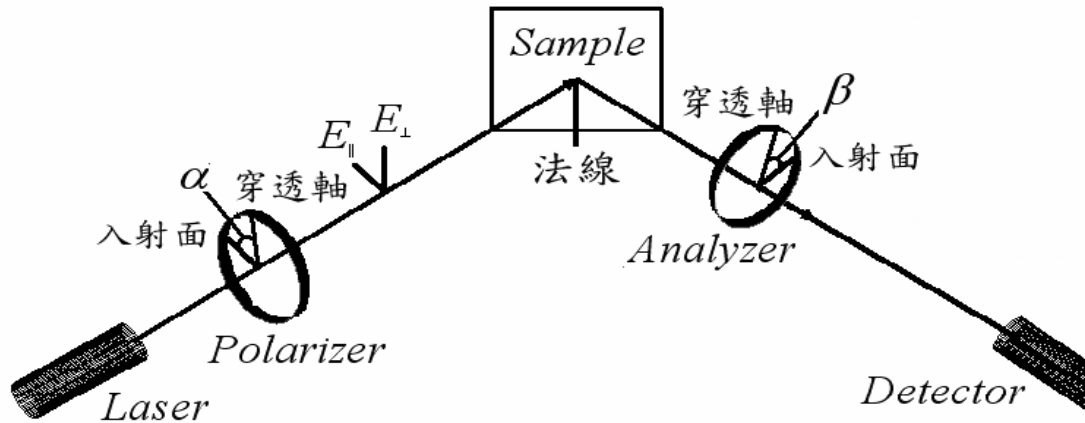 Sample
穿透軸
β
E∥
E⊥
法線
入射面
α
穿透軸
入射面
Analyzer
Polarizer
Laser
Detector